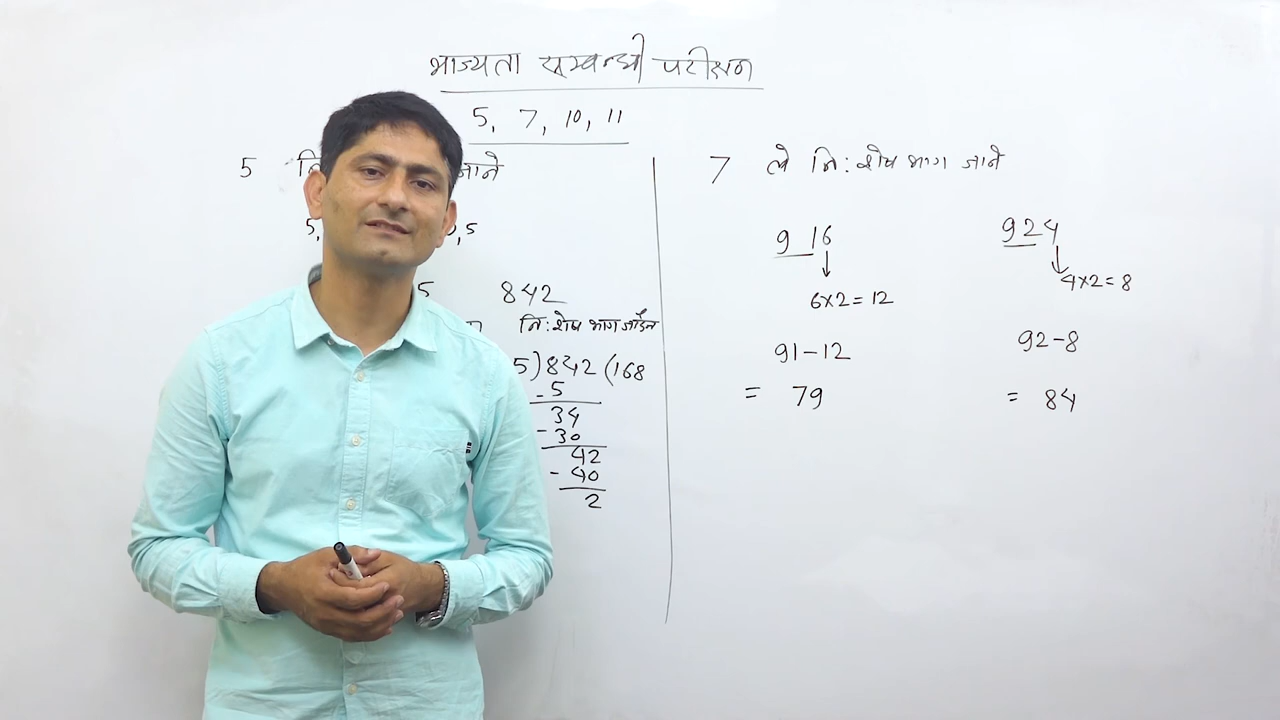 भाज्यता सम्बन्धी परीक्षण
5, 7, 10, 11
5 नि जाने
5, 0,5
5 842
नि:शेष भाग जाँदैन
5)842(168
-5
34
-30
42
-40
2
7 ले नि:शेष भाग जाने
916
6x2=12
91-12
= 79
924
4x2=8
92-8
= 84